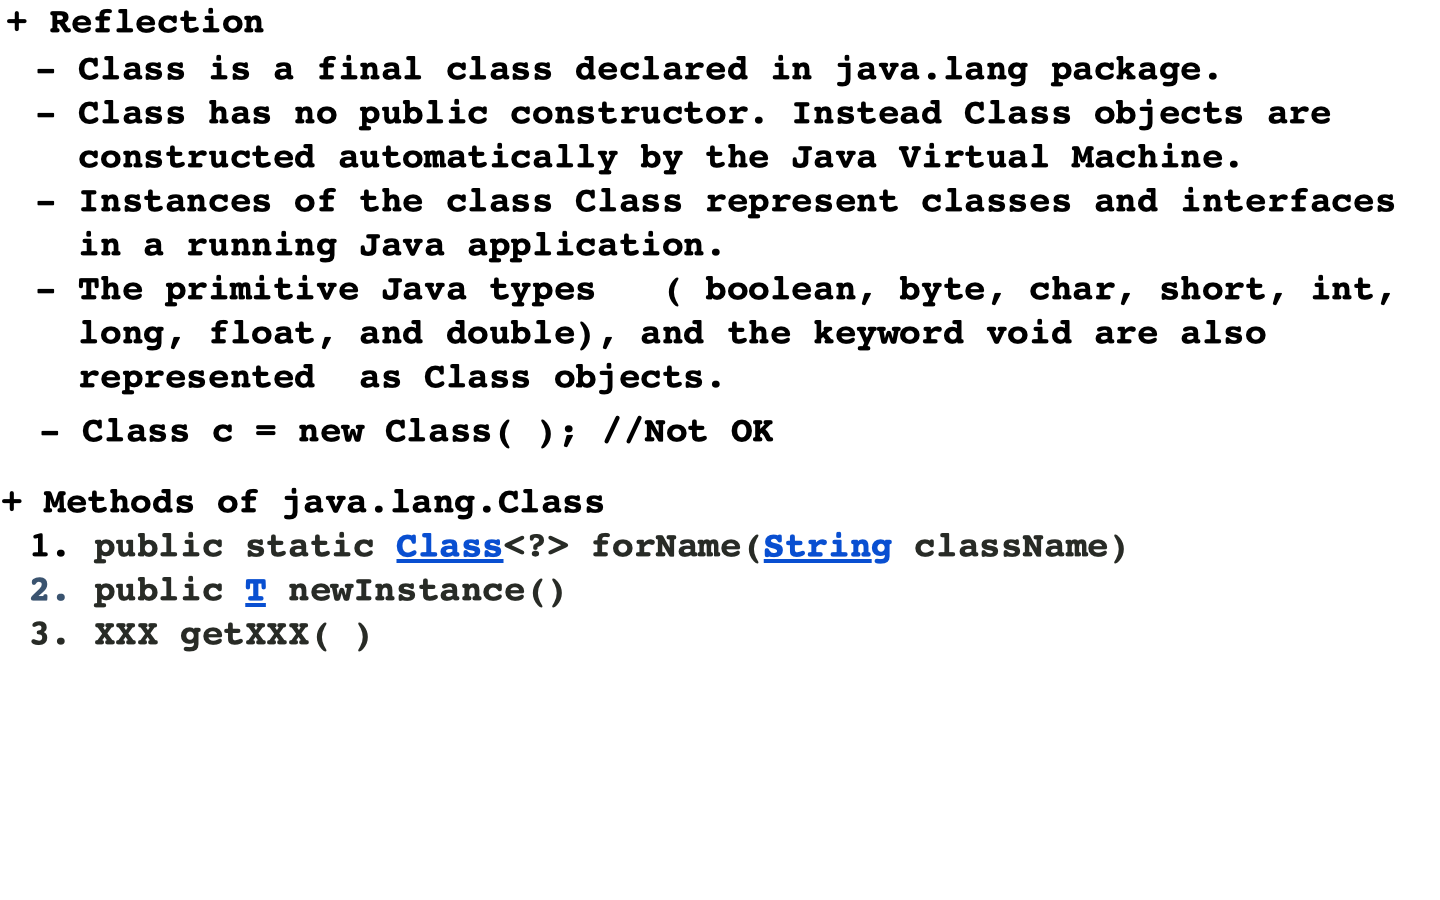 + Reflection
- Class is a final class declared in java.lang package.
- Class has no public constructor. Instead Class objects are
constructed automatically by the Java Virtual Machine.
- Instances of the class Class represent classes and interfaces
in a running Java application.
- The primitive Java types   ( boolean, byte, char, short, int,
long, float, and double), and the keyword void are also
represented  as Class objects.
- Class c = new Class( ); //Not OK
+ Methods of java.lang.Class
1. public static Class<?> forName(String className)
2. public T newInstance()
3. XXX getXXX( )